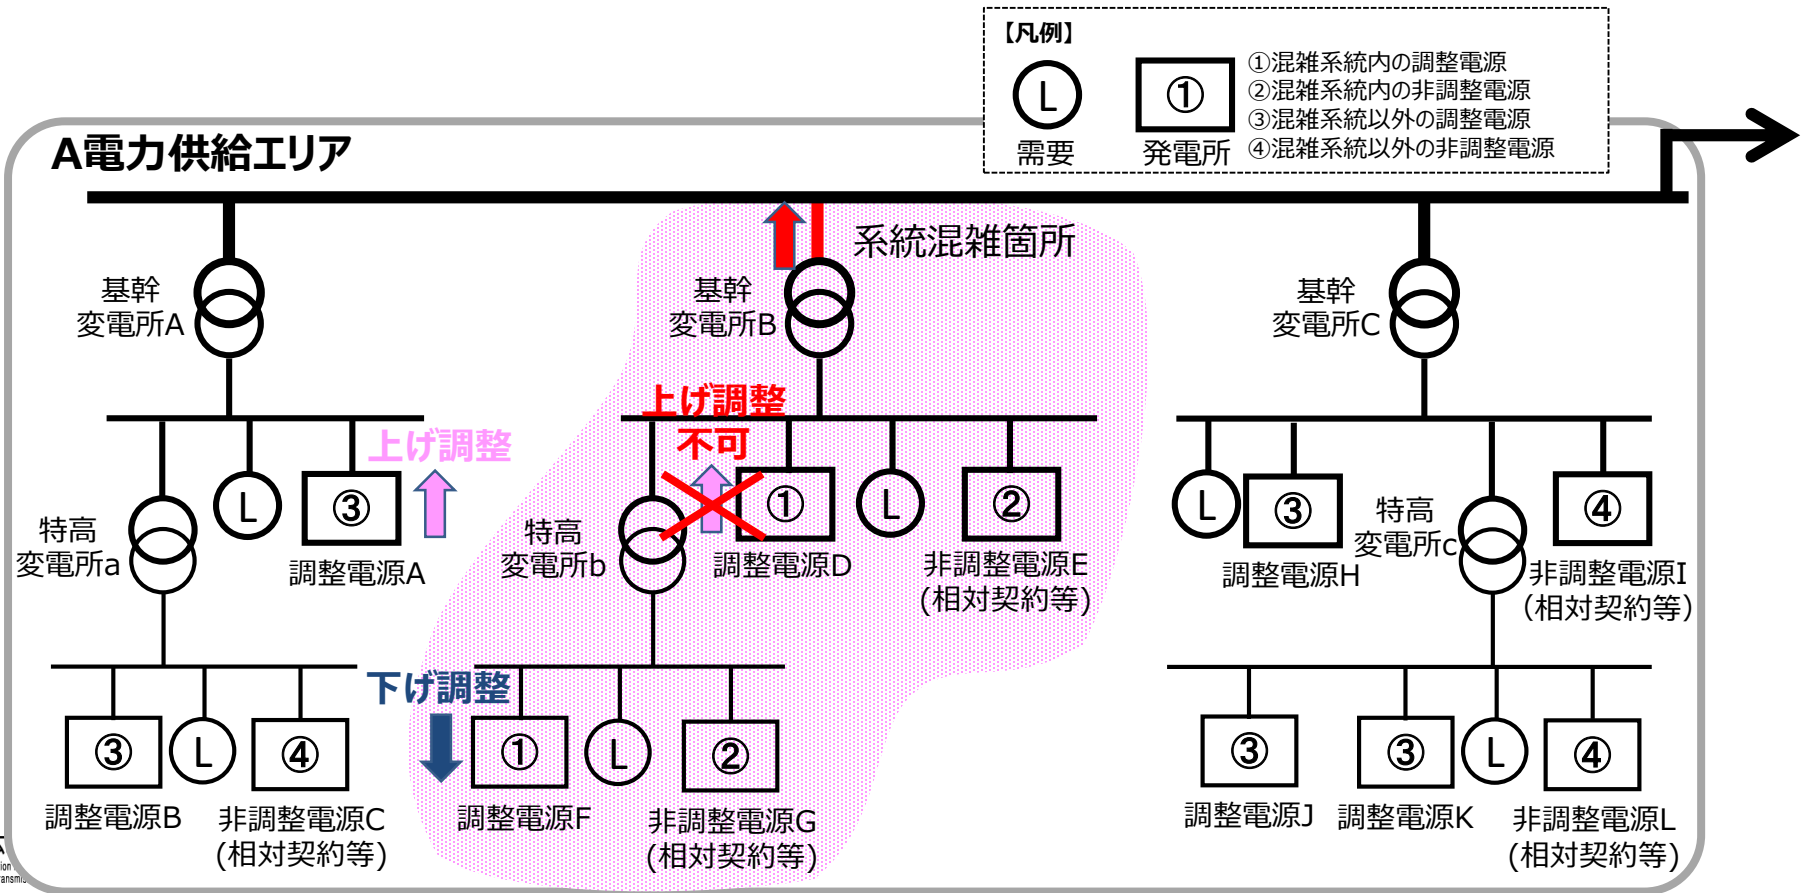 【凡例】
L
需要
①
発電所
①混雑系統内の調整電源
②混雑系統内の非調整電源
③混雑系統以外の調整電源
④混雑系統以外の非調整電源
A電力供給エリア
系統混雑箇所
基幹
変電所A
基幹
変電所B
基幹
変電所C
上げ調整
上げ調整
不可
特高
変電所a
L
③
調整電源A
特高
変電所b
①
調整電源D
L
②
非調整電源E
(相対契約等)
L
③
調整電源H
特高
変電所c
④
非調整電源I
(相対契約等)
下げ調整
③
調整電源B
L
④
非調整電源C
(相対契約等)
①
調整電源F
L
②
非調整電源G
(相対契約等)
③
調整電源J
③
調整電源K
L
④
非調整電源L
(相対契約等)